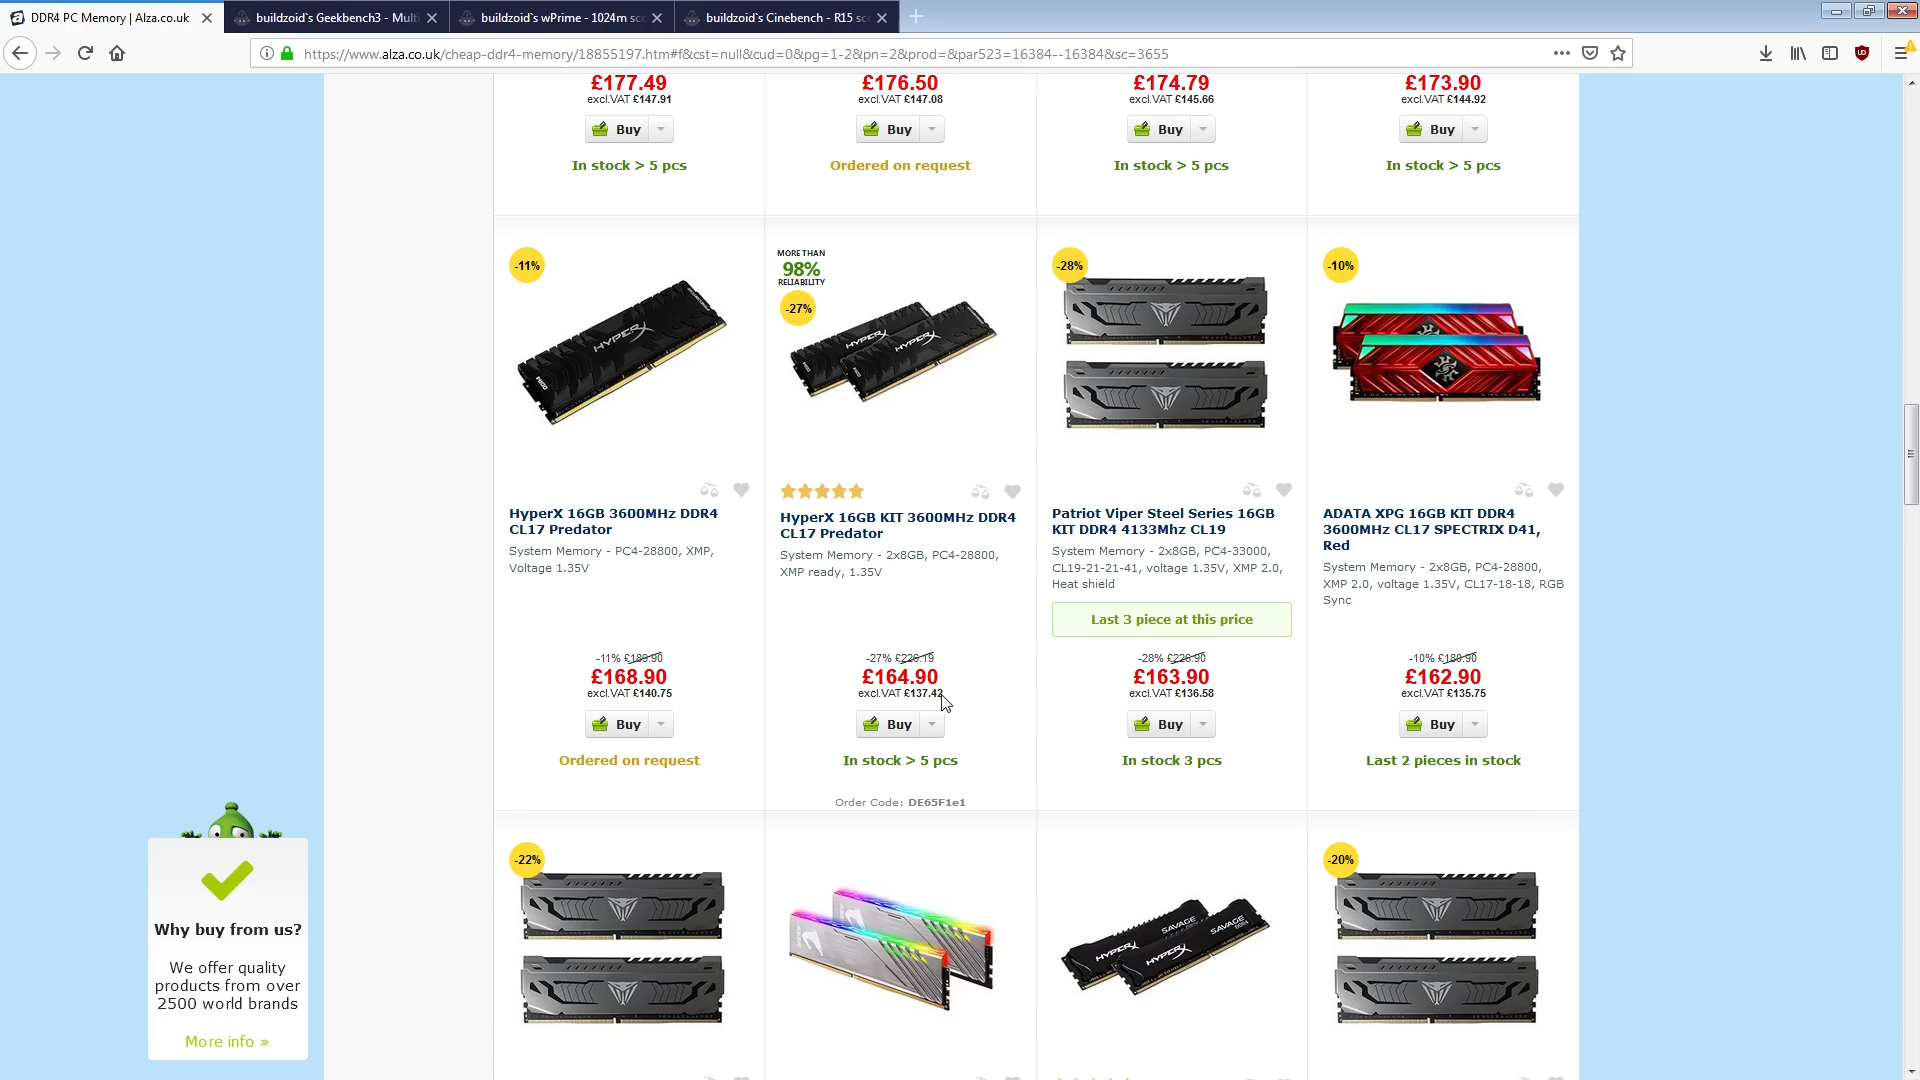 DDR4 PC Memory | Alza.co.uk
buildzoid`s Geekbench3 - Multi
buildzoid`s wPrime - 1024m sc
buildzoid`s Cinebench - R15 sc
https://www.alza.co.uk/cheap-ddr4-memory/18855197.htm#f&cst=null&cud=0&pg=1-2&pn=2&prod=&par523=16384--16384&sc=3655
£177.49
excl.VAT £147.91
Buy
In stock > 5 pcs
£176.50
excl.VAT £147.08
Buy
Ordered on request
£174.79
excl.VAT £145.66
Buy
In stock > 5 pcs
£173.90
excl.VAT £144.92
Buy
In stock > 5 pcs
-11%
HYPERX
HyperX 16GB 3600MHz DDR4
CL17 Predator
System Memory - PC4-28800, XMP,
Voltage 1.35V
-11% £189.90
£168.90
excl.VAT £140.75
Buy
Ordered on request
MORE THAN
98%
RELIABILITY
-27%
HYPERX
HYPERX
HyperX 16GB KIT 3600MHz DDR4
CL17 Predator
System Memory - 2x8GB, PC4-28800,
XMP ready, 1.35V
-27% £226.19
£164.90
excl.VAT £137.42
Buy
In stock > 5 pcs
Order Code: DE65F1e1
-28%
Patriot Viper Steel Series 16GB
KIT DDR4 4133Mhz CL19
System Memory - 2x8GB, PC4-33000,
CL19-21-21-41, voltage 1.35V, XMP 2.0,
Heat shield
Last 3 piece at this price
-28% £226.90
£163.90
excl.VAT £136.58
Buy
In stock 3 pcs
-10%
ADATA XPG 16GB KIT DDR4
3600MHz CL17 SPECTRIX D41,
Red
System Memory - 2x8GB, PC4-28800,
XMP 2.0, voltage 1.35V, CL17-18-18, RGB
Sync
-10% £180.90
£162.90
excl.VAT £135.75
Buy
Last 2 pieces in stock
-22%
HYPERX
SAVAGE
HYPERX
SAVAGE
-20%
Why buy from us?
We offer quality
products from over
2500 world brands
More info »